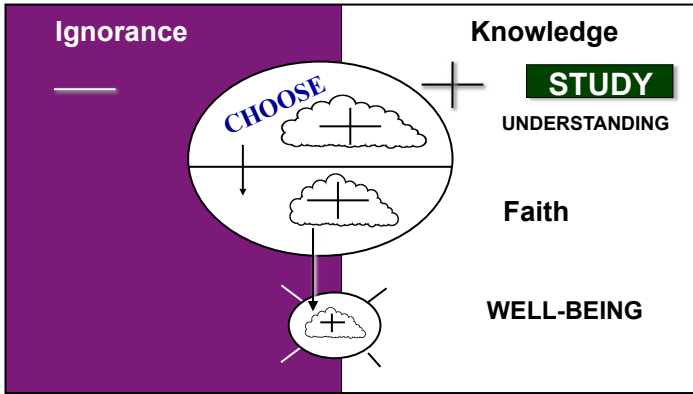 Ignorance
Knowledge
CHOOSE
STUDY
UNDERSTANDING
Faith
WELL-BEING